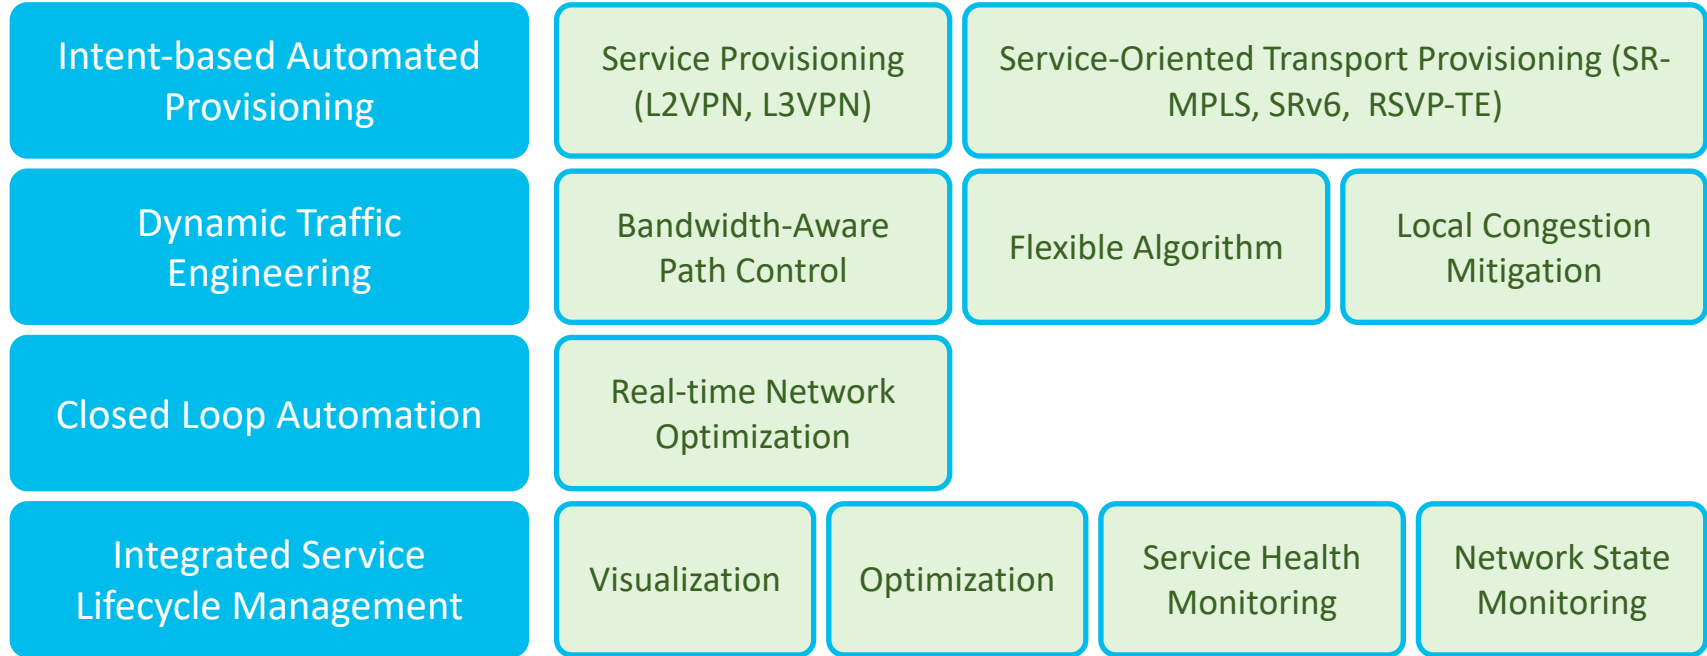 Intent-based Automated
Provisioning
Service Provisioning
(L2VPN, L3VPN)
Service-Oriented Transport Provisioning (SR-
MPLS, SRv6, RSVP-TE)
Dynamic Traffic
Engineering
Bandwidth-Aware
Path Control
Flexible Algorithm
Local Congestion
Mitigation
Closed Loop Automation
Real-time Network
Optimization
Integrated Service
Lifecycle Management
Visualization
Optimization
Service Health
Monitoring
Network State
Monitoring